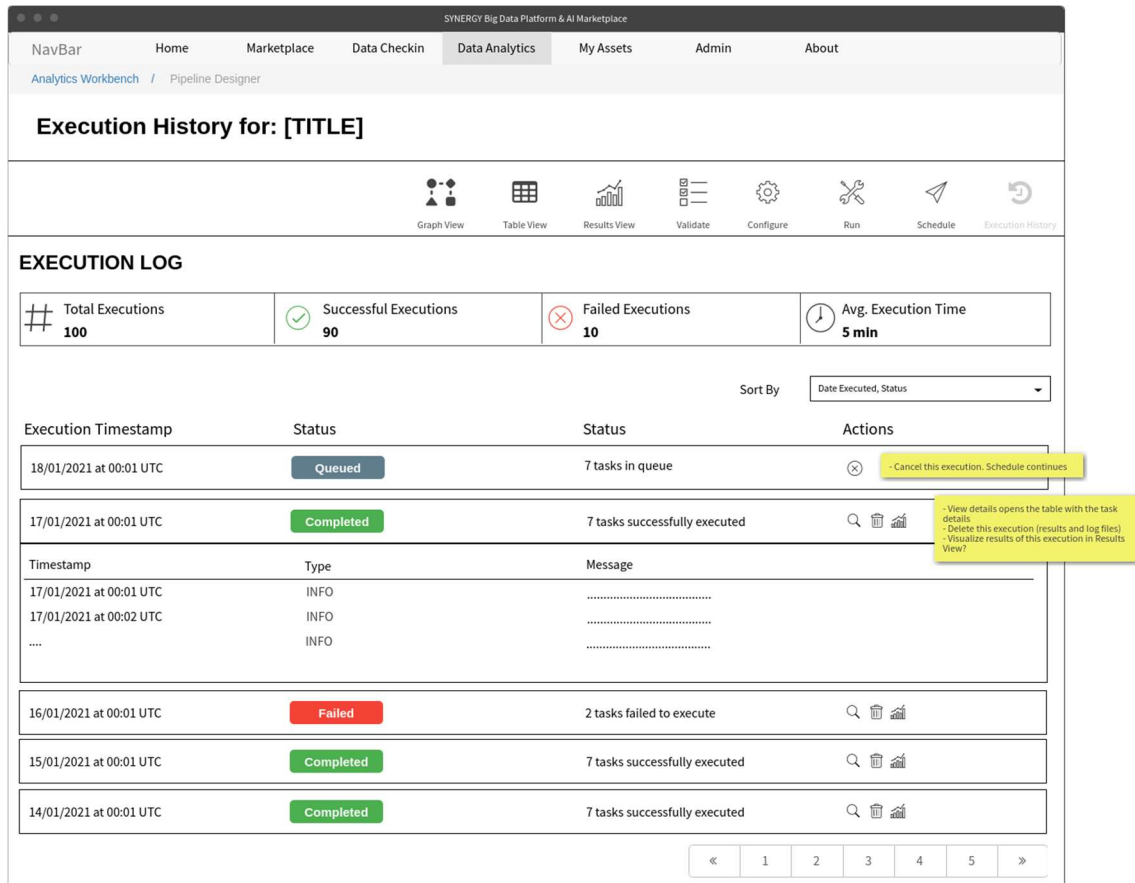 SYNERGY Big Data Platform & AI Marketplace
NavBar Home Marketplace Data Checkin Data Analytics My Assets Admin About
Analytics Workbench / Pipeline Designer
Execution History for: [TITLE]
Graph View Table View Results View Validate Configure Run Schedule Execution History
EXECUTION LOG
Total Executions Successful Executions Failed Executions Avg. Execution Time
100 90 10 5 min
Sort By Date Executed, Status
Execution Timestamp Status Status Actions
18/01/2021 at 00:01 UTC Queued 7 tasks in queue
- Cancel this execution. Schedule continues
17/01/2021 at 00:01 UTC Completed 7 tasks successfully executed
- View details opens the table with the task
details
- Delete this execution (results and log files)
- Visualize results of this execution in Results
View?
Timestamp Type Message
17/01/2021 at 00:01 UTC INFO ......................................
17/01/2021 at 00:02 UTC INFO ......................................
.... INFO ......................................
16/01/2021 at 00:01 UTC Failed 2 tasks failed to execute
15/01/2021 at 00:01 UTC Completed 7 tasks successfully executed
14/01/2021 at 00:01 UTC Completed 7 tasks successfully executed
« 1 2 3 4 5 »